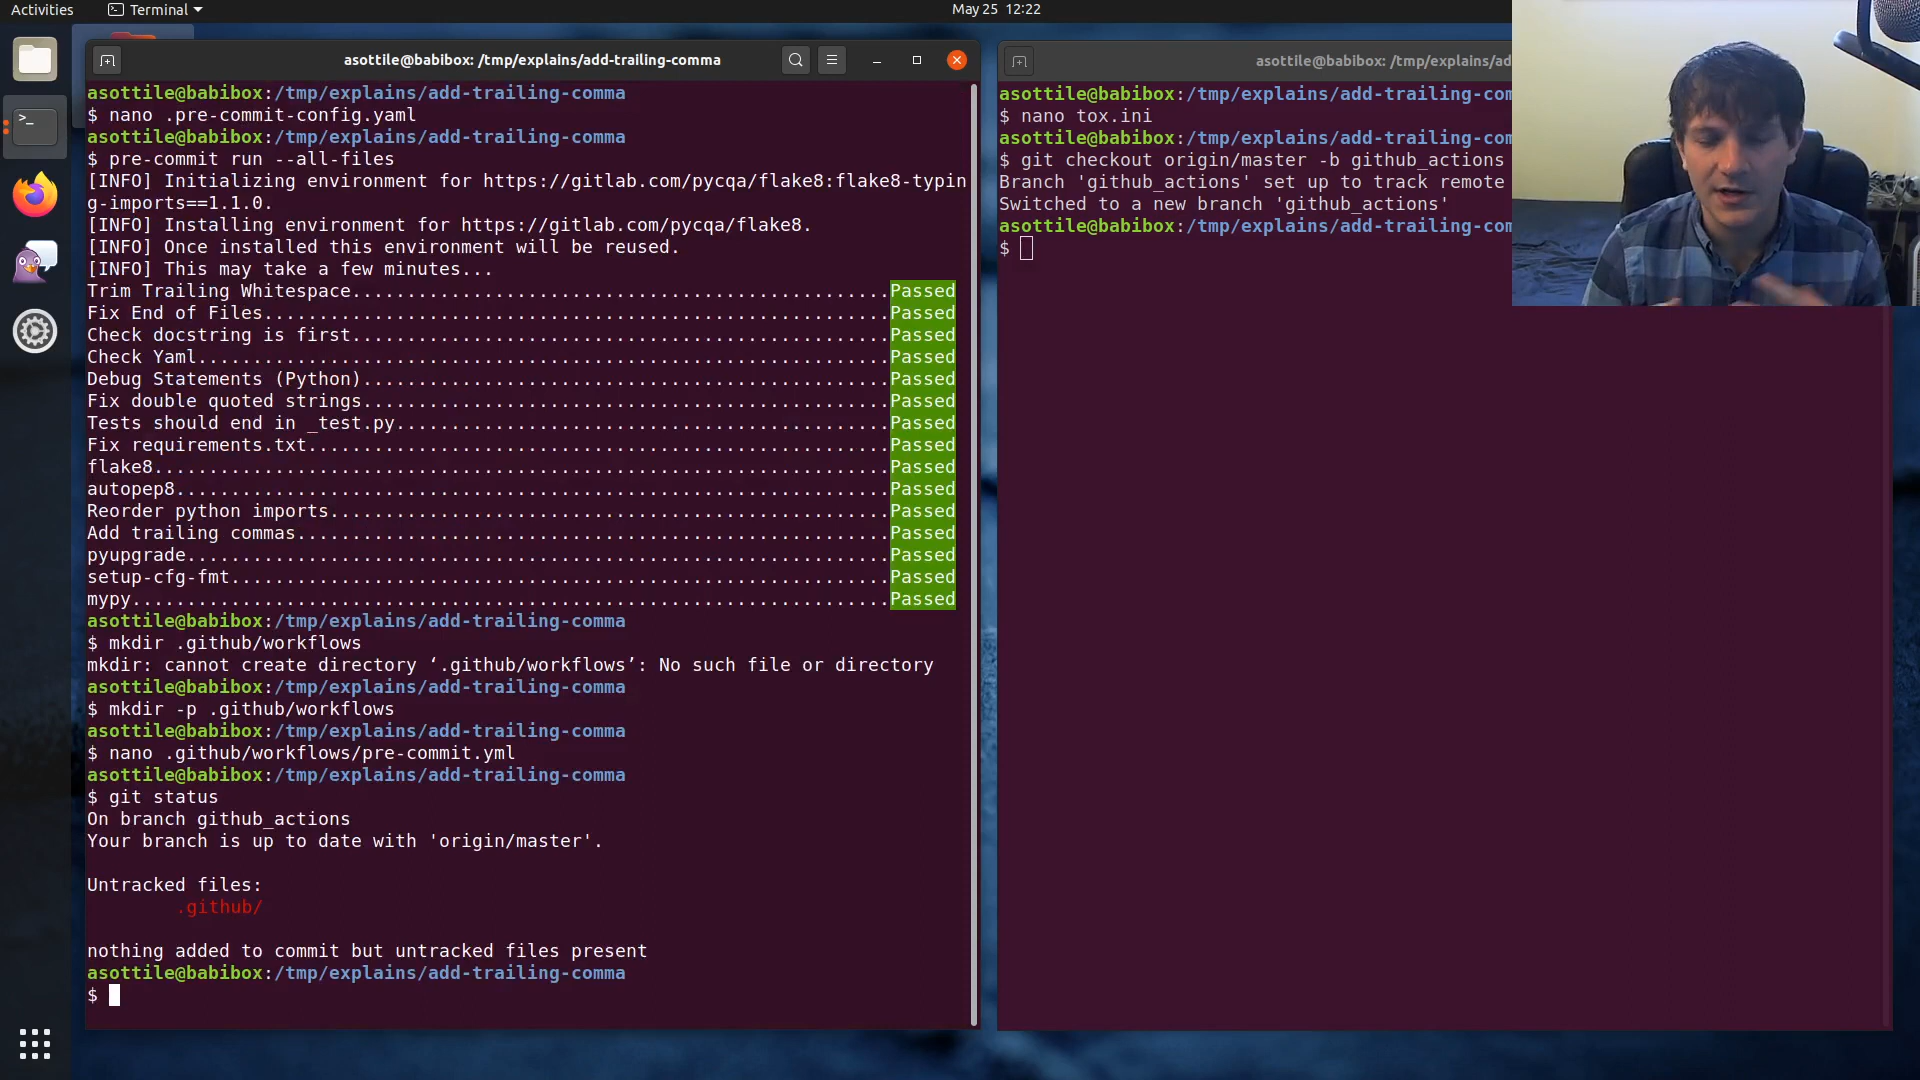 Activities
Terminal
May 25 12:22
asottile@babibox: /tmp/explains/add-trailing-comma
asottile@babibox:/tmp/explains/add-trailing-comma
$ nano .pre-commit-config.yaml
asottile@babibox:/tmp/explains/add-trailing-comma
$ pre-commit run --all-files
[INFO] Initializing environment for https://gitlab.com/pycqa/flake8:flake8-typin
g-imports==1.1.0.
[INFO] Installing environment for https://gitlab.com/pycqa/flake8.
[INFO] Once installed this environment will be reused.
[INFO] This may take a few minutes...
Trim Trailing Whitespace.................................................Passed
Fix End of Files.........................................................Passed
Check docstring is first.................................................Passed
Check Yaml...............................................................Passed
Debug Statements (Python)................................................Passed
Fix double quoted strings................................................Passed
Tests should end in _test.py.............................................Passed
Fix requirements.txt.....................................................Passed
flake8...................................................................Passed
autopep8.................................................................Passed
Reorder python imports...................................................Passed
Add trailing commas......................................................Passed
pyupgrade................................................................Passed
setup-cfg-fmt............................................................Passed
mypy.....................................................................Passed
asottile@babibox:/tmp/explains/add-trailing-comma
$ mkdir .github/workflows
mkdir: cannot create directory ‘.github/workflows’: No such file or directory
asottile@babibox:/tmp/explains/add-trailing-comma
$ mkdir -p .github/workflows
asottile@babibox:/tmp/explains/add-trailing-comma
$ nano .github/workflows/pre-commit.yml
asottile@babibox:/tmp/explains/add-trailing-comma
$ git status
On branch github_actions
Your branch is up to date with 'origin/master'.
Untracked files:
.github/
nothing added to commit but untracked files present
asottile@babibox:/tmp/explains/add-trailing-comma
$
asottile@babibox: /tmp/explains/ad
asottile@babibox:/tmp/explains/add-trailing-com
$ nano tox.ini
asottile@babibox:/tmp/explains/add-trailing-com
$ git checkout origin/master -b github_actions
Branch 'github_actions' set up to track remote
Switched to a new branch 'github_actions'
asottile@babibox:/tmp/explains/add-trailing-com
$